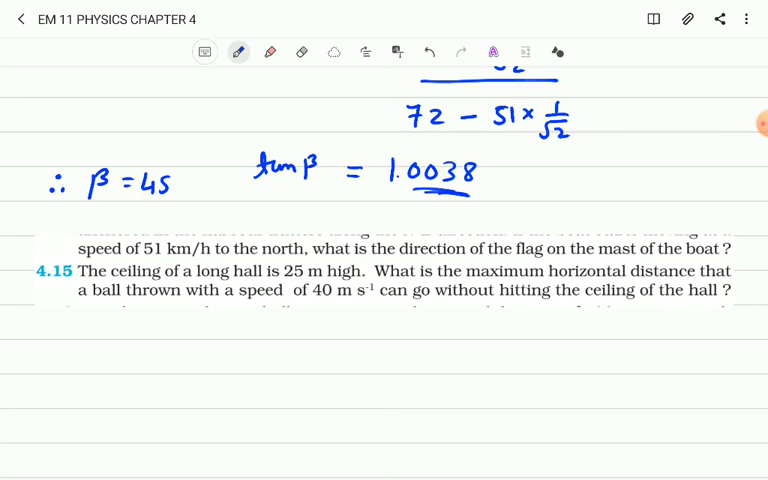 EM 11 PHYSICS CHAPTER 4
72 - 51 × 1/√2
tan β = 1.0038
∴ β = 45
speed of 51 km/h to the north, what is the direction of the flag on the mast of the boat ?
4.15 The ceiling of a long hall is 25 m high. What is the maximum horizontal distance that
a ball thrown with a speed of 40 m s⁻¹ can go without hitting the ceiling of the hall ?